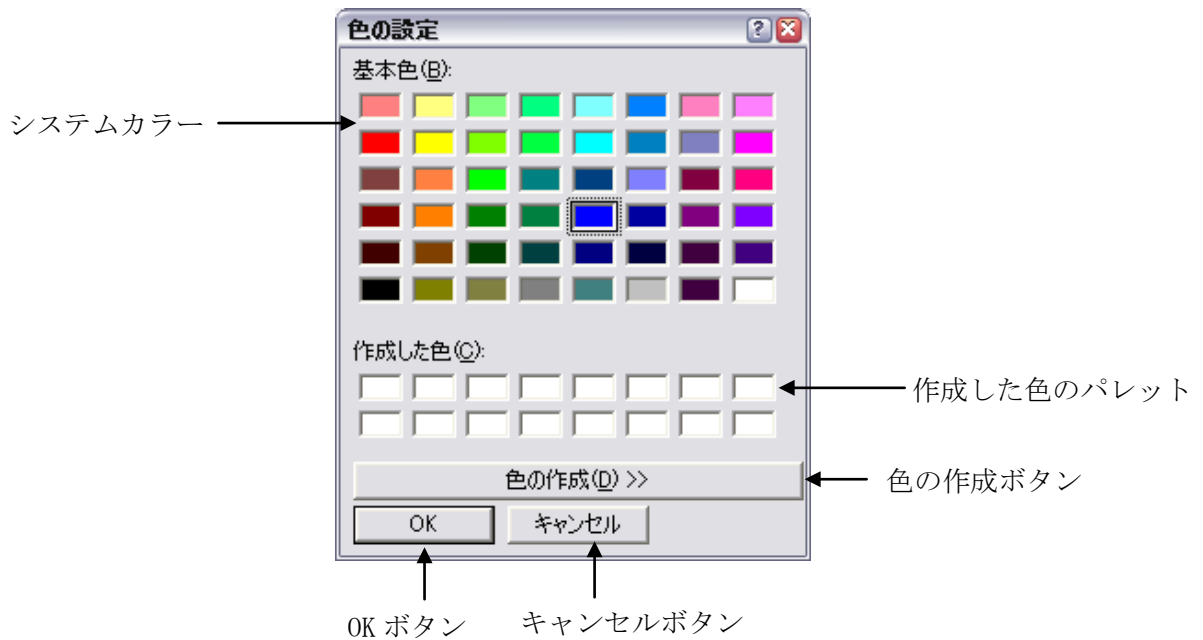 色の設定
基本色(B):
システムカラー
作成した色(C):
作成した色のパレット
色の作成(D) >>
色の作成ボタン
OK
キャンセル
OK ボタン
キャンセルボタン